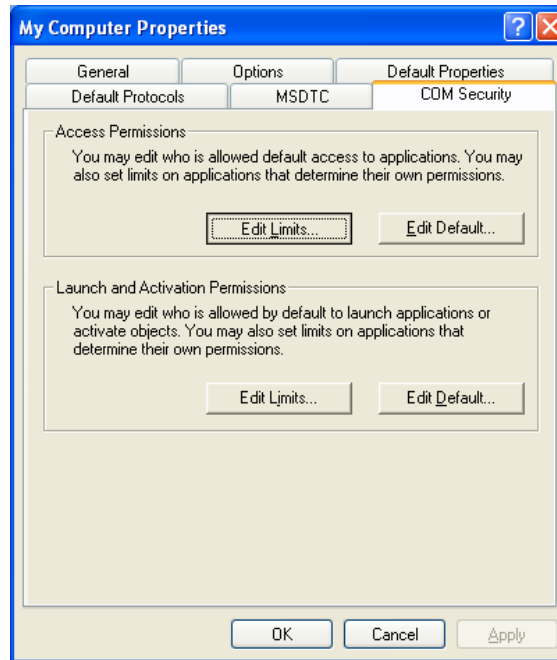 My Computer Properties
General Options Default Properties
Default Protocols MSDTC COM Security
Access Permissions
You may edit who is allowed default access to applications. You may
also set limits on applications that determine their own permissions.
Edit Limits... Edit Default...
Launch and Activation Permissions
You may edit who is allowed by default to launch applications or
activate objects. You may also set limits on applications that
determine their own permissions.
Edit Limits... Edit Default...
OK Cancel Apply